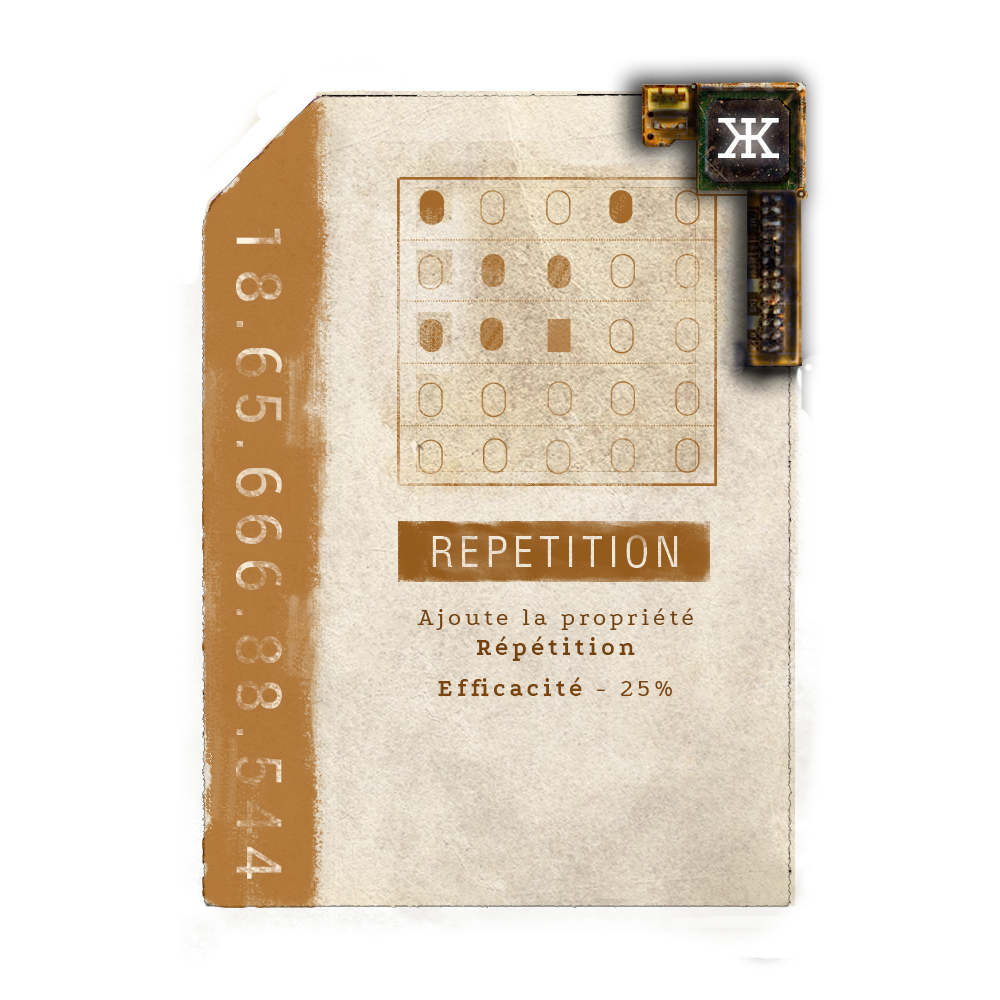 18.65.666.88.544
Ж
REPETITION
Ajoute la propriété
Répétition
Efficacité - 25%